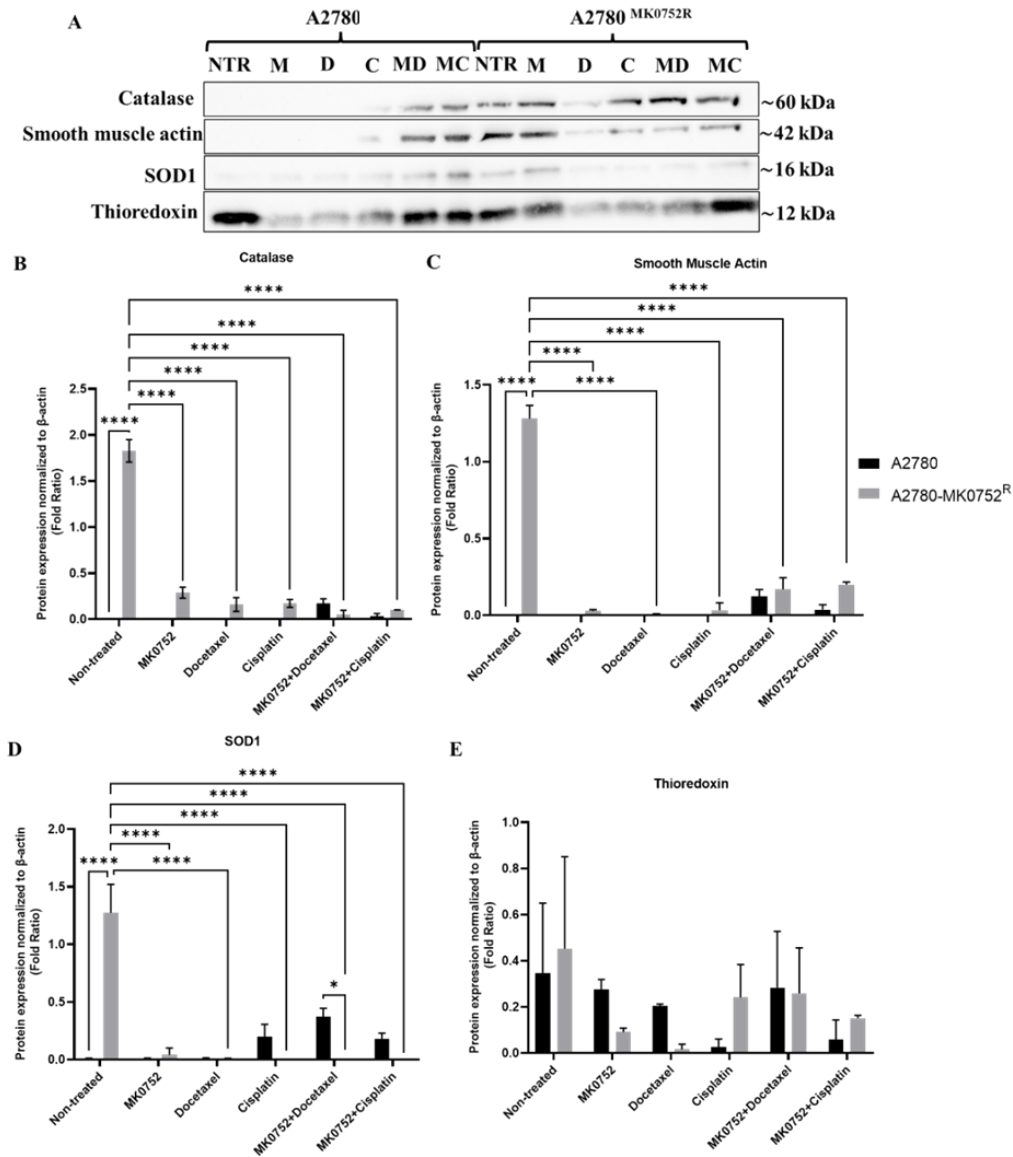 A
A2780
A2780 MK0752R
NTR M D C MD MC NTR M D C MD MC
Catalase
~60 kDa
Smooth muscle actin
~42 kDa
SOD1
~16 kDa
Thioredoxin
~12 kDa
B
Catalase
Protein expression normalized to β-actin
(Fold Ratio)
2.5
2.0
1.5
1.0
0.5
0.0
****
****
****
****
****
****
Non-treated
MK0752
Docetaxel
Cisplatin
MK0752+Docetaxel
MK0752+Cisplatin
C
Smooth Muscle Actin
Protein expression normalized to β-actin
(Fold Ratio)
1.5
1.0
0.5
0.0
****
****
****
****
****
****
Non-treated
MK0752
Docetaxel
Cisplatin
MK0752+Docetaxel
MK0752+Cisplatin
A2780
A2780-MK0752R
D
SOD1
Protein expression normalized to β-actin
(Fold Ratio)
2.0
1.5
1.0
0.5
0.0
****
****
****
****
****
****
*
Non-treated
MK0752
Docetaxel
Cisplatin
MK0752+Docetaxel
MK0752+Cisplatin
E
Thioredoxin
Protein expression normalized to β-actin
(Fold Ratio)
1.0
0.8
0.6
0.4
0.2
0.0
Non-treated
MK0752
Docetaxel
Cisplatin
MK0752+Docetaxel
MK0752+Cisplatin